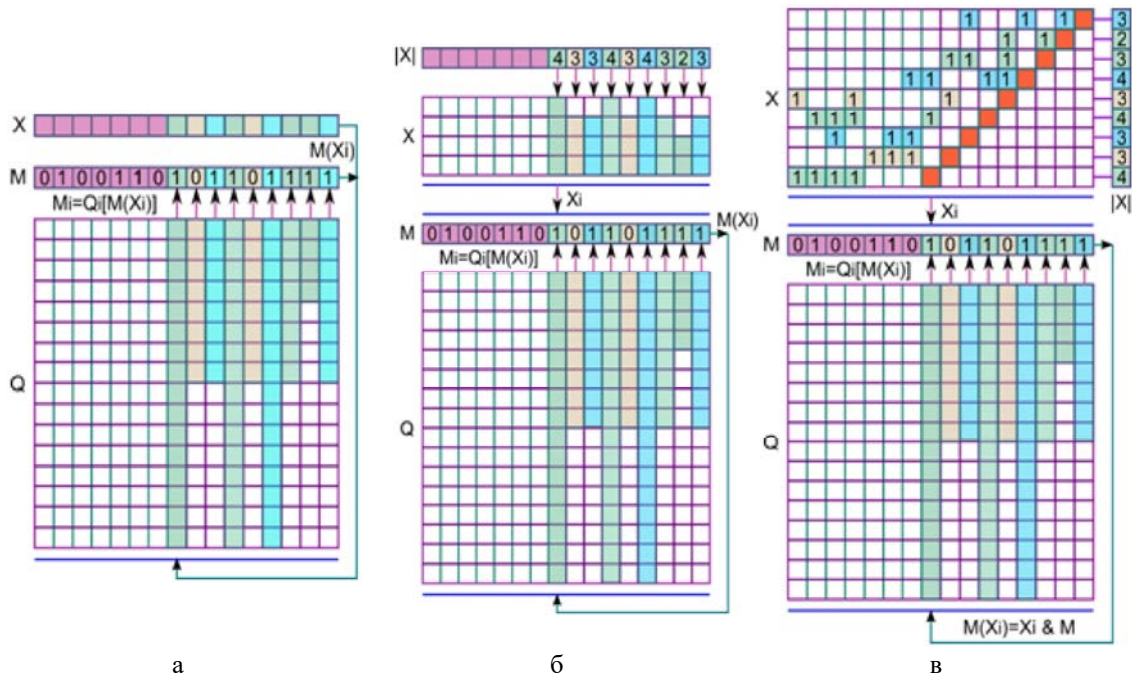 X
M(Xi)
M 0 1 0 0 1 1 0 1 0 1 1 0 1 1 1 1
Mi=Qi[M(Xi)]
Q
а
|X| 4 3 3 4 3 4 3 2 3
X
Xi
M(Xi)
M 0 1 0 0 1 1 0 1 0 1 1 0 1 1 1 1
Mi=Qi[M(Xi)]
Q
б
1 1 1 3
1 1 2
1 1 1 3
1 1 1 1 4
X 1 1 1 3
1 1 1 1 4
1 1 1 3
1 1 1 3
1 1 1 1 4
|X|
Xi
M 0 1 0 0 1 1 0 1 0 1 1 0 1 1 1 1
Mi=Qi[M(Xi)]
Q
M(Xi)=Xi & M
в